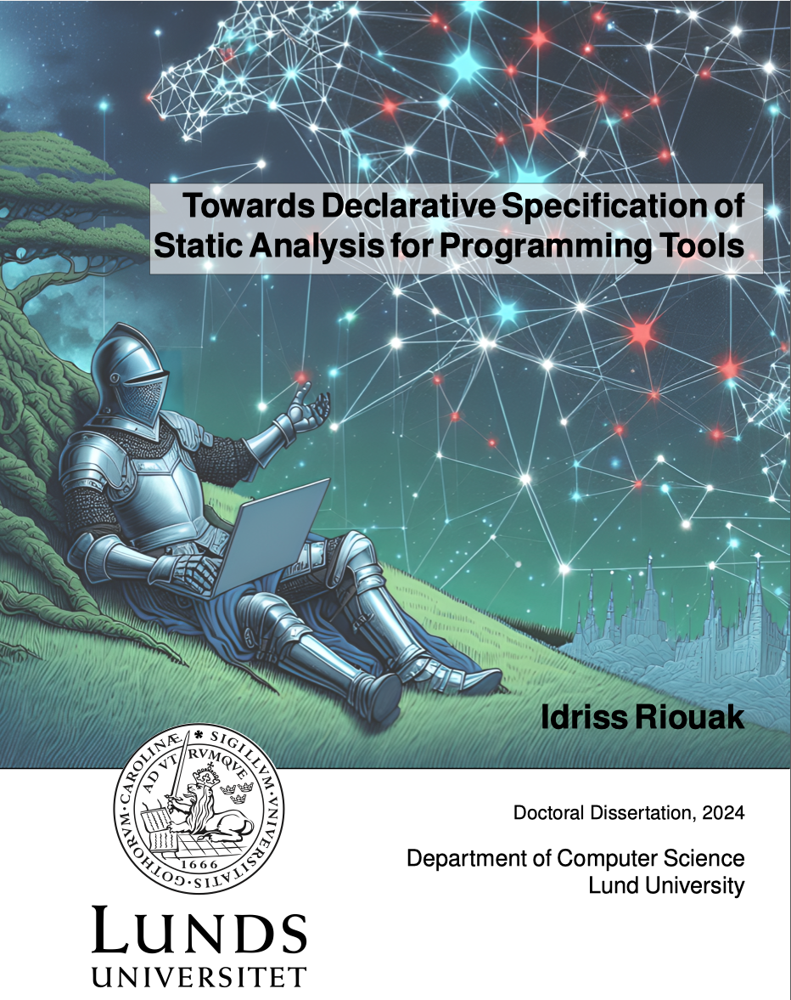 Towards Declarative Specification of
Static Analysis for Programming Tools
Idriss Riouak
SIGILLVM·VNIVERSITATIS·GOTHORVM·CAROLINÆ
AD VTRVMQVE
1666
Doctoral Dissertation, 2024
Department of Computer Science
Lund University
LUNDS
UNIVERSITET